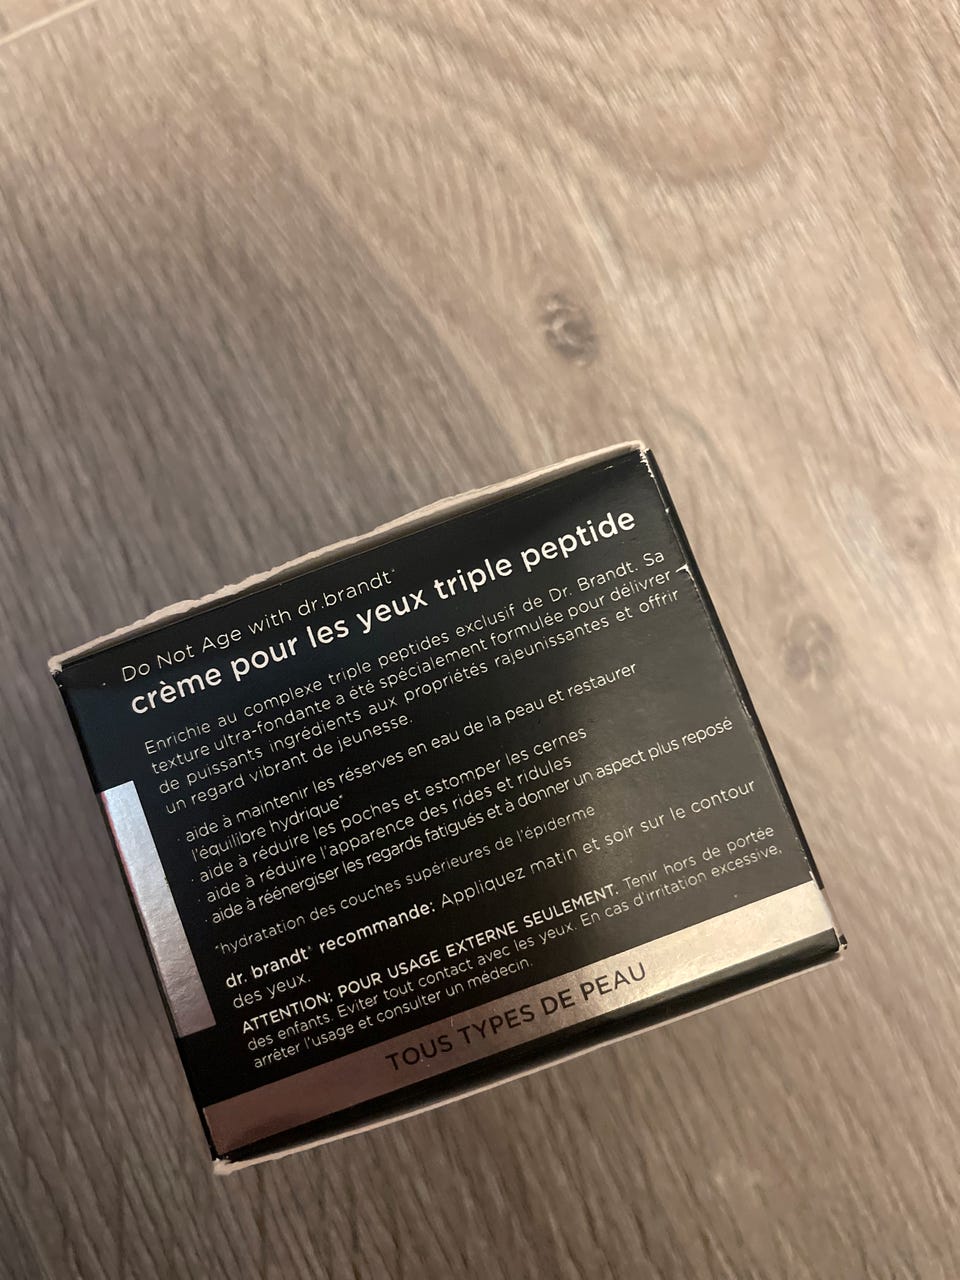 Do Not Age with dr.brandt®
crème pour les yeux triple peptide
Enrichie au complexe triple peptides exclusif de Dr. Brandt. Sa
texture ultra-fondante a été spécialement formulée pour délivrer
de puissants ingrédients aux propriétés rajeunissantes et offrir
un regard vibrant de jeunesse.
· aide à maintenir les réserves en eau de la peau et restaurer
l'équilibre hydrique*
· aide à réduire les poches et estomper les cernes
· aide à réduire l'apparence des rides et ridules
· aide à réénergiser les regards fatigués et à donner un aspect plus reposé
*hydratation des couches supérieures de l'épiderme
dr. brandt® recommande: Appliquez matin et soir sur le contour
des yeux.
ATTENTION: POUR USAGE EXTERNE SEULEMENT. Tenir hors de portée
des enfants. Eviter tout contact avec les yeux. En cas d'irritation excessive,
arrêter l'usage et consulter un médecin.
TOUS TYPES DE PEAU